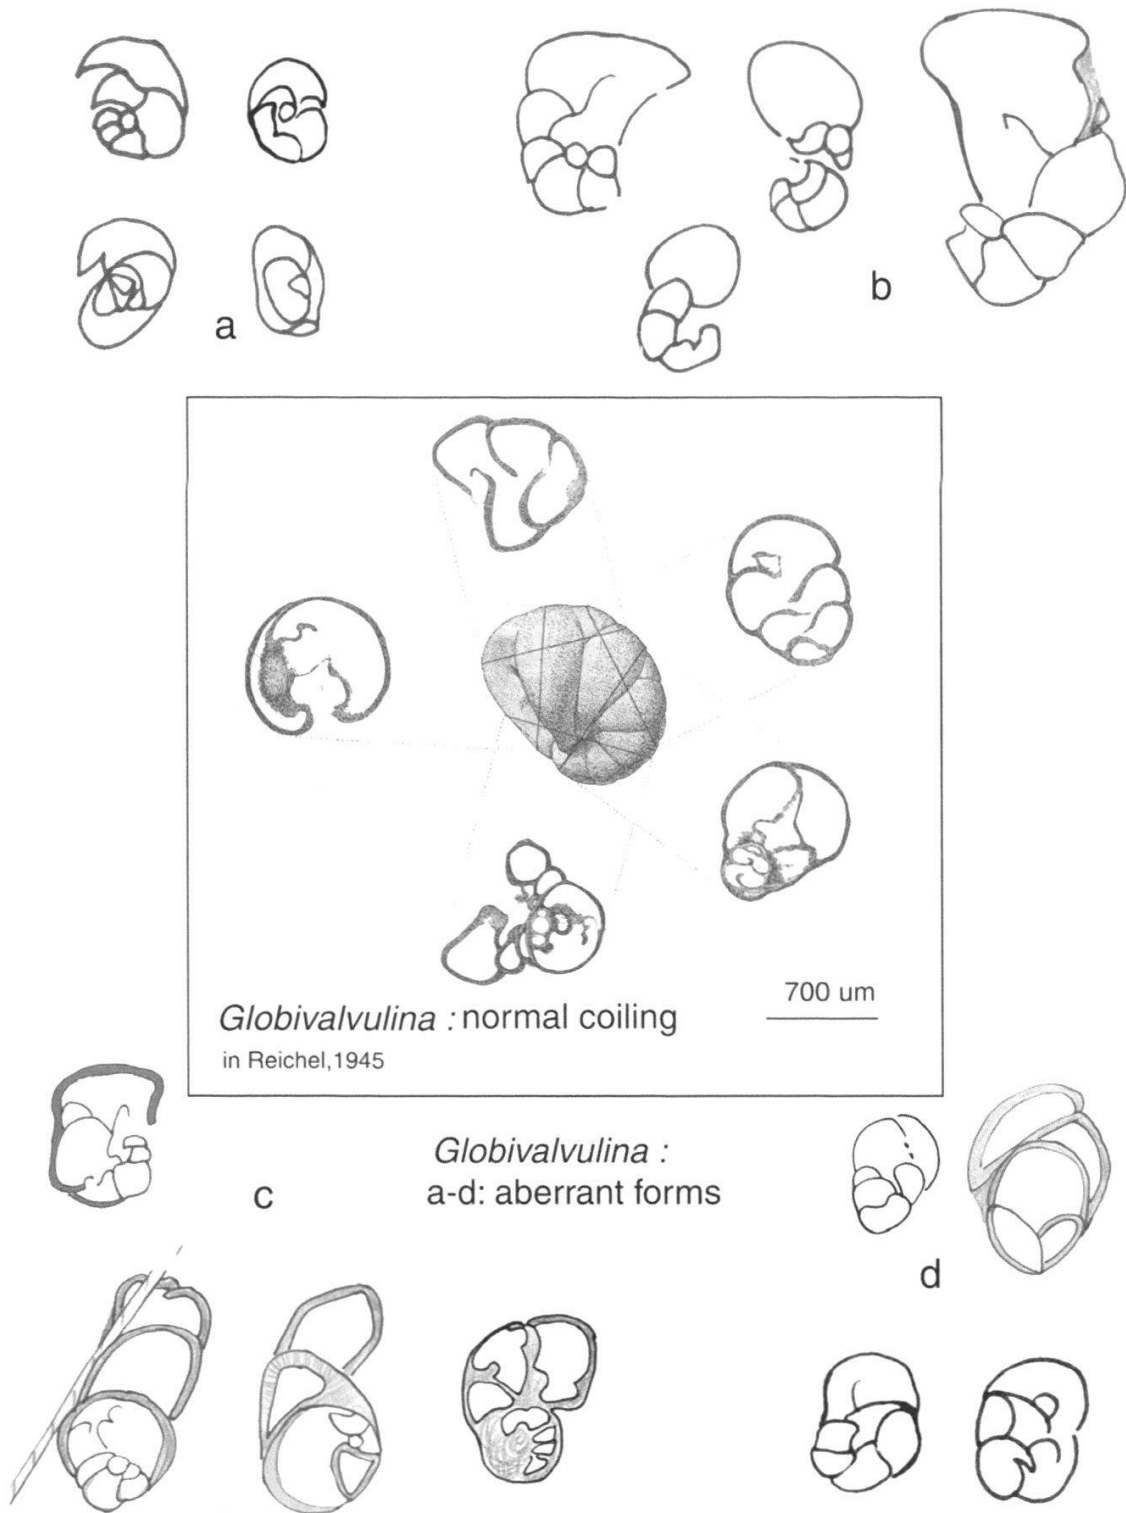 a
b
700 um
Globivalvulina : normal coiling
in Reichel,1945
Globivalvulina :
a-d: aberrant forms
c
d